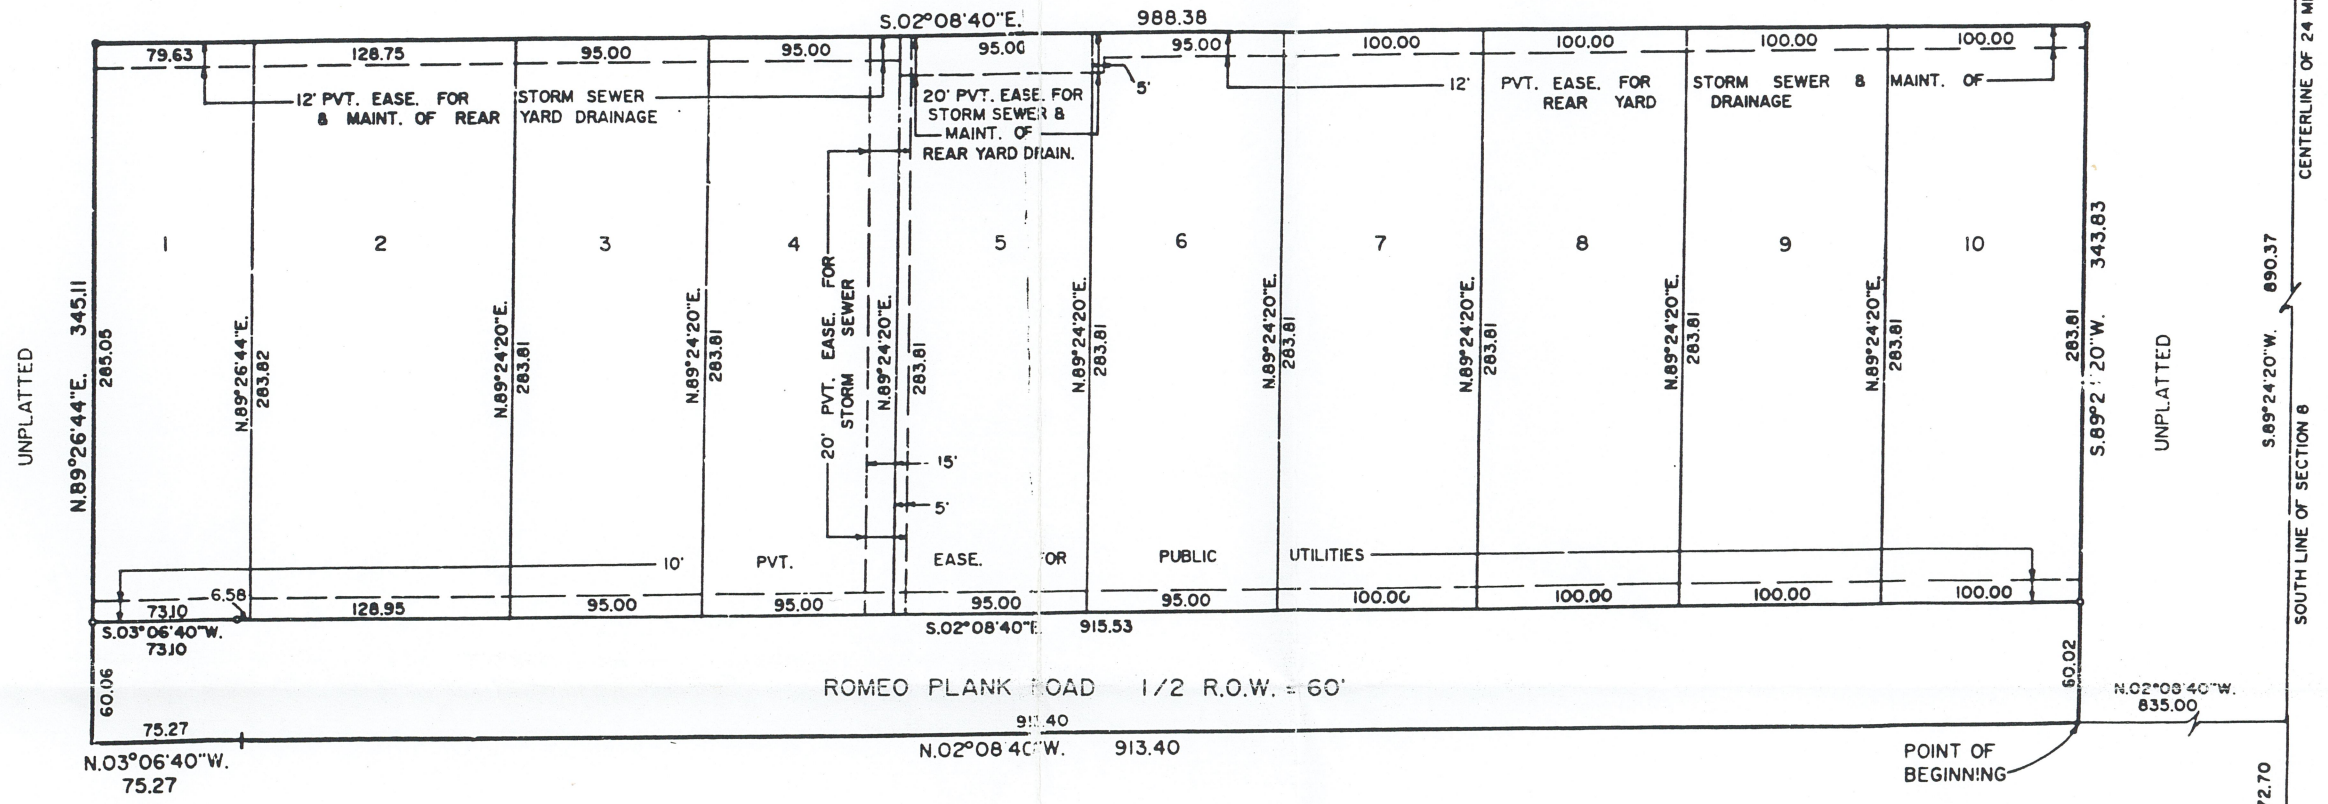 S.02°08'40"E. 988.38
79.63 128.75 95.00 95.00 95.00 95.00 100.00 100.00 100.00 100.00
12' PVT. EASE. FOR STORM SEWER
& MAINT. OF REAR YARD DRAINAGE
20' PVT. EASE. FOR
STORM SEWER &
MAINT. OF
REAR YARD DRAIN.
5'
12' PVT. EASE. FOR STORM SEWER & MAINT. OF
REAR YARD DRAINAGE
1 2 3 4 5 6 7 8 9 10
UNPLATTED
N.89°26'44"E. 345.11
285.05
N.89°26'44"E.
283.82
N.89°24'20"E.
283.81
N.89°24'20"E.
283.81
20' PVT. EASE. FOR
STORM SEWER
N.89°24'20"E.
283.81
N.89°24'20"E.
283.81
N.89°24'20"E.
283.81
N.89°24'20"E.
283.81
N.89°24'20"E.
283.81
N.89°24'20"E.
283.81
283.81
343.83
20"W.
UNPLATTED
890.37
S.89°24'20"W.
CENTERLINE OF 24
SOUTH LINE OF SECTION 8
15'
5'
10' PVT. EASE. FOR PUBLIC UTILITIES
6.58
73.10 128.95 95.00 95.00 95.00 95.00 100.00 100.00 100.00 100.00
S.03°06'40"W.
73.10
S.02°08'40"E. 915.53
60.06
60.02
ROMEO PLANK ROAD 1/2 R.O.W. = 60'
N.02°08'40"W.
835.00
75.27
N.03°06'40"W.
75.27
N.02°08'40"W. 913.40
POINT OF
BEGINNING
72.70